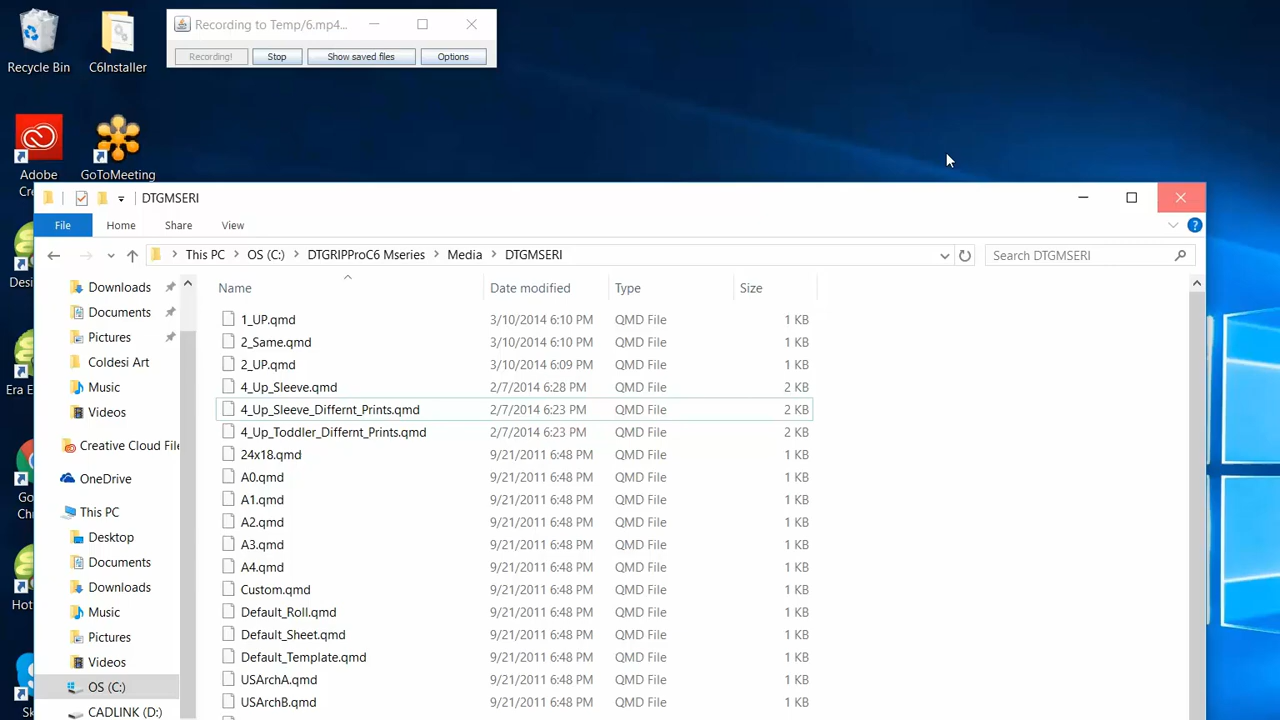 Recording to Temp/6.mp4...
Recording!
Stop
Show saved files
Options
Recycle Bin
C6Installer
Adobe
GoToMeeting
DTGMSERI
File
Home
Share
View
?
This PC
OS (C:)
DTGRIPProC6 Mseries
Media
DTGMSERI
Search DTGMSERI
Downloads
Documents
Pictures
Coldesi Art
Music
Videos
Creative Cloud File
OneDrive
This PC
Desktop
Documents
Downloads
Music
Pictures
Videos
OS (C:)
CADLINK (D:)
Name Date modified Type Size
1_UP.qmd 3/10/2014 6:10 PM QMD File 1 KB
2_Same.qmd 3/10/2014 6:10 PM QMD File 1 KB
2_UP.qmd 3/10/2014 6:09 PM QMD File 1 KB
4_Up_Sleeve.qmd 2/7/2014 6:28 PM QMD File 2 KB
4_Up_Sleeve_Differnt_Prints.qmd 2/7/2014 6:23 PM QMD File 2 KB
4_Up_Toddler_Differnt_Prints.qmd 2/7/2014 6:23 PM QMD File 2 KB
24x18.qmd 9/21/2011 6:48 PM QMD File 1 KB
A0.qmd 9/21/2011 6:48 PM QMD File 1 KB
A1.qmd 9/21/2011 6:48 PM QMD File 1 KB
A2.qmd 9/21/2011 6:48 PM QMD File 1 KB
A3.qmd 9/21/2011 6:48 PM QMD File 1 KB
A4.qmd 9/21/2011 6:48 PM QMD File 1 KB
Custom.qmd 9/21/2011 6:48 PM QMD File 1 KB
Default_Roll.qmd 9/21/2011 6:48 PM QMD File 1 KB
Default_Sheet.qmd 9/21/2011 6:48 PM QMD File 1 KB
Default_Template.qmd 9/21/2011 6:48 PM QMD File 1 KB
USArchA.qmd 9/21/2011 6:48 PM QMD File 1 KB
USArchB.qmd 9/21/2011 6:48 PM QMD File 1 KB